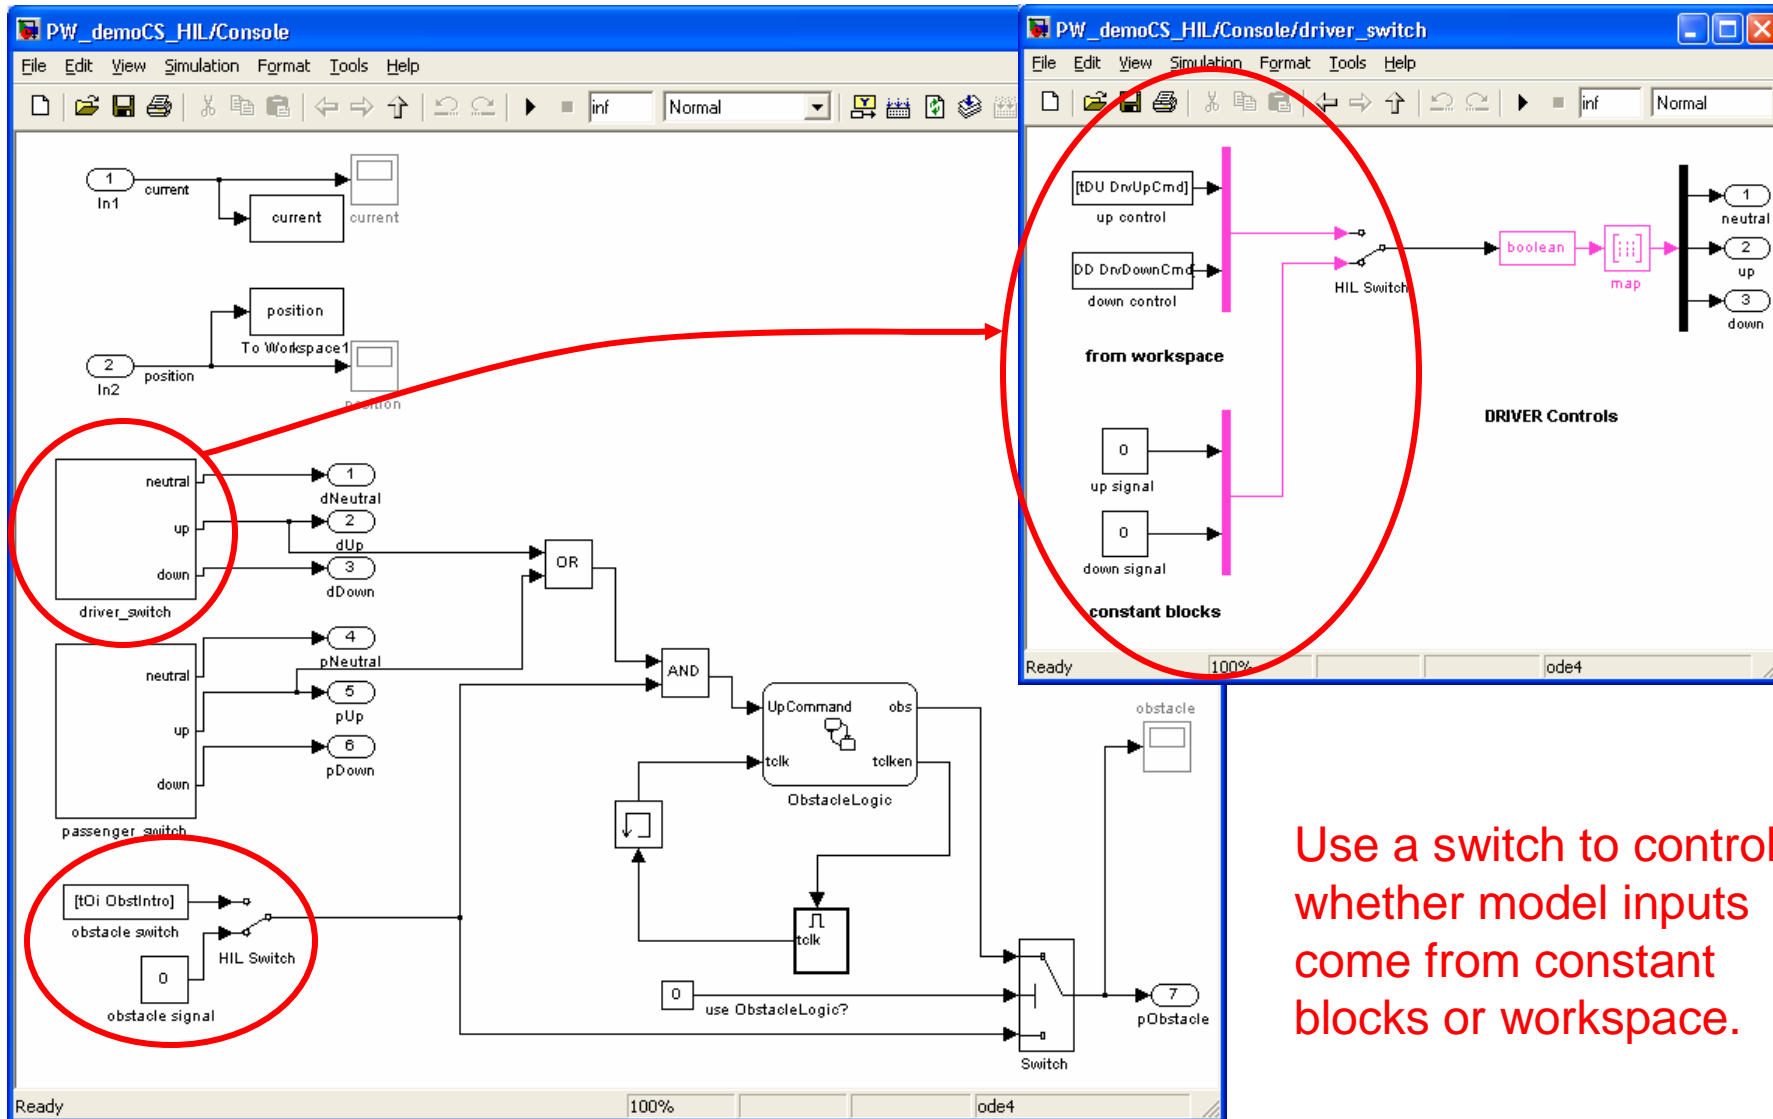 PW_demoCS_HIL/Console
File Edit View Simulation Format Tools Help
inf Normal
1
In1
current
current
current
position
To Workspace1
2
In2
position
position
neutral
up
down
driver_switch
1
dNeutral
2
dUp
3
dDown
OR
neutral
up
down
passenger_switch
4
pNeutral
5
pUp
6
pDown
AND
UpCommand obs
tclk tclken
ObstacleLogic
obstacle
[tOi ObstIntro]
obstacle switch
HIL Switch
0
obstacle signal
tclk
0
use ObstacleLogic?
Switch
7
pObstacle
Ready 100% ode4
PW_demoCS_HIL/Console/driver_switch
File Edit View Simulation Format Tools Help
inf Normal
[tDU DrvUpCmd]
up control
DD DrvDownCmd
down control
from workspace
HIL Switch
boolean
map
1
neutral
2
up
3
down
DRIVER Controls
0
up signal
0
down signal
constant blocks
Ready 100% ode4
Use a switch to control
whether model inputs
come from constant
blocks or workspace.